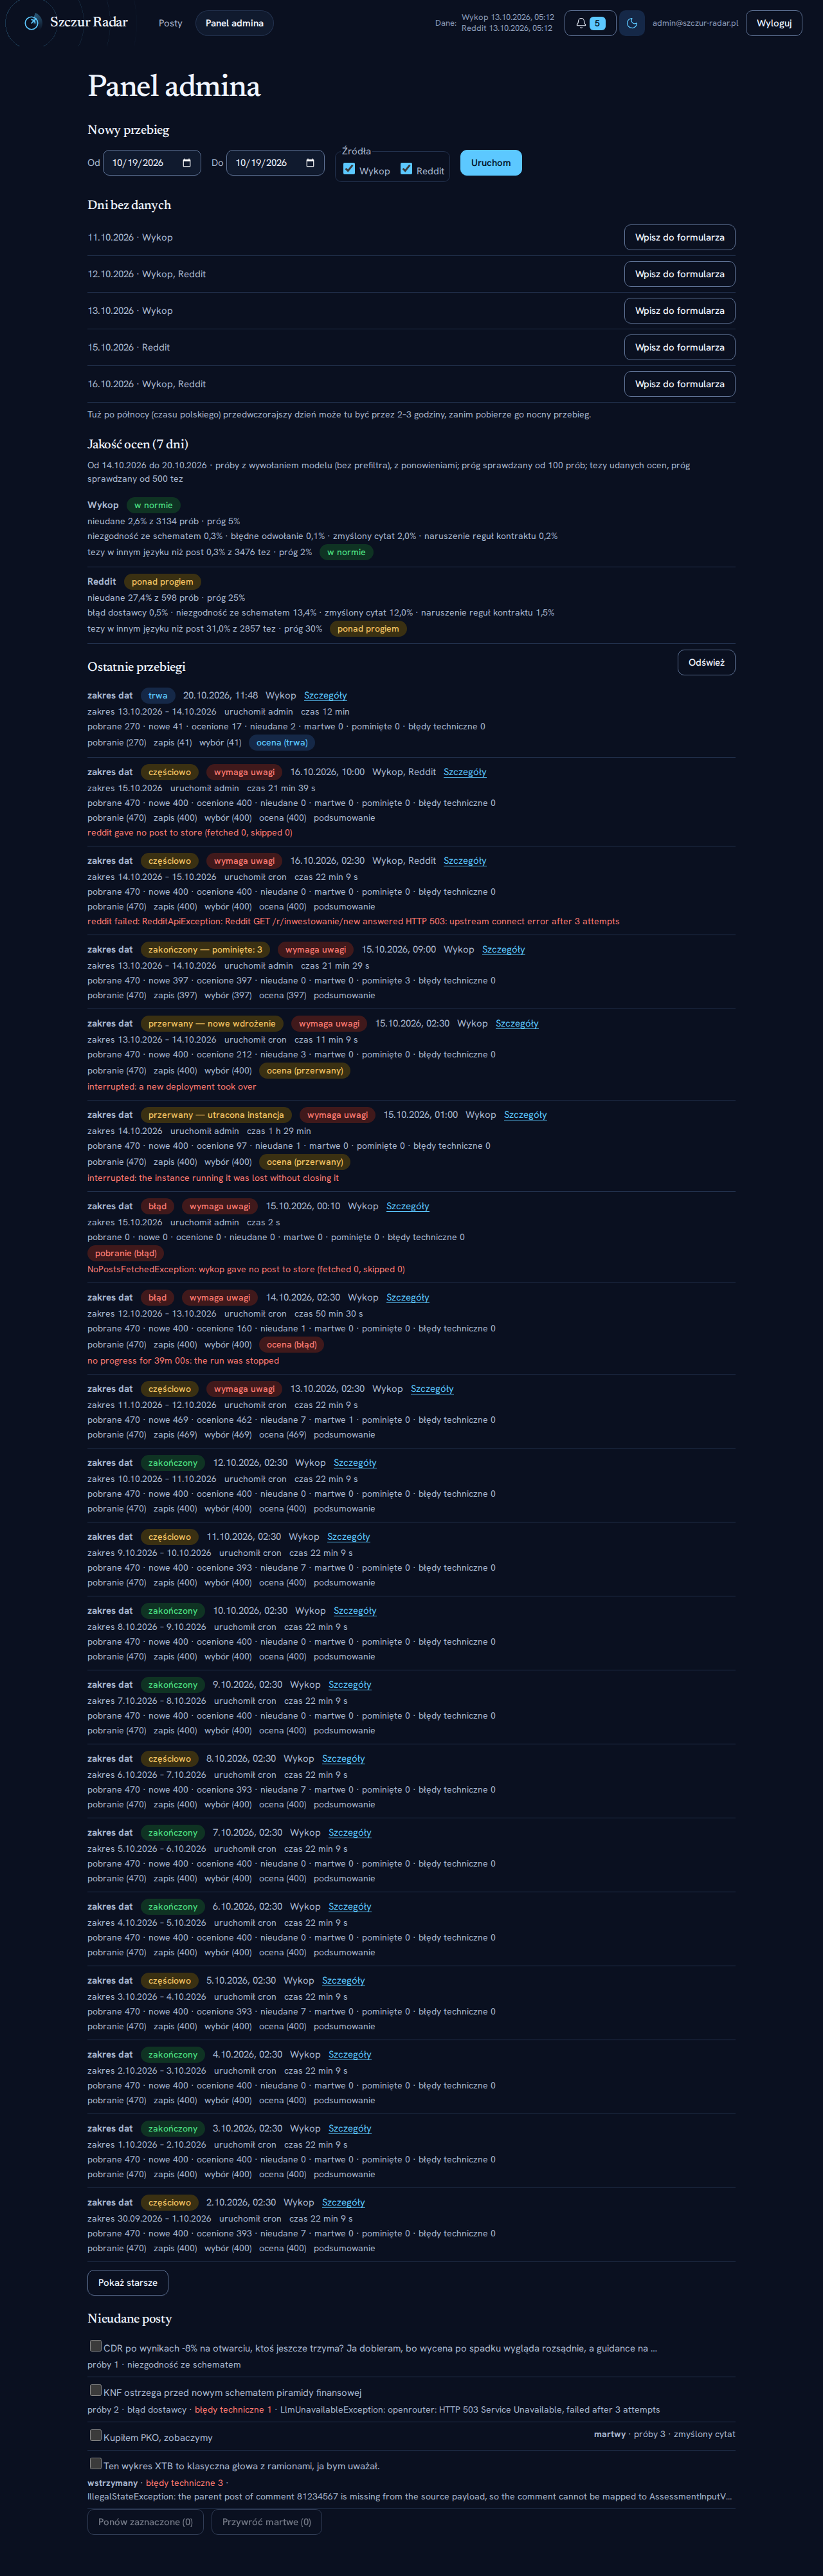 Szczur Radar
Posty
Panel admina
Dane:
Wykop 13.10.2026, 05:12
Reddit 13.10.2026, 05:12
5
admin@szczur-radar.pl
Wyloguj
Panel admina
Nowy przebieg
Od 10/19/2026 Do 10/19/2026 Źródła Wykop Reddit Uruchom
Dni bez danych
11.10.2026 · Wykop Wpisz do formularza
12.10.2026 · Wykop, Reddit Wpisz do formularza
13.10.2026 · Wykop Wpisz do formularza
15.10.2026 · Reddit Wpisz do formularza
16.10.2026 · Wykop, Reddit Wpisz do formularza
Tuż po północy (czasu polskiego) przedwczorajszy dzień może tu być przez 2–3 godziny, zanim pobierze go nocny przebieg.
Jakość ocen (7 dni)
Od 14.10.2026 do 20.10.2026 · próby z wywołaniem modelu (bez prefiltra), z ponowieniami; próg sprawdzany od 100 prób; tezy udanych ocen, próg
sprawdzany od 500 tez
Wykop w normie
nieudane 2,6% z 3134 prób · próg 5%
niezgodność ze schematem 0,3% · błędne odwołanie 0,1% · zmyślony cytat 2,0% · naruszenie reguł kontraktu 0,2%
tezy w innym języku niż post 0,3% z 3476 tez · próg 2% w normie
Reddit ponad progiem
nieudane 27,4% z 598 prób · próg 25%
błąd dostawcy 0,5% · niezgodność ze schematem 13,4% · zmyślony cytat 12,0% · naruszenie reguł kontraktu 1,5%
tezy w innym języku niż post 31,0% z 2857 tez · próg 30% ponad progiem
Ostatnie przebiegi Odśwież
zakres dat trwa 20.10.2026, 11:48 Wykop Szczegóły
zakres 13.10.2026 – 14.10.2026 uruchomił admin czas 12 min
pobrane 270 · nowe 41 · ocenione 17 · nieudane 2 · martwe 0 · pominięte 0 · błędy techniczne 0
pobranie (270) zapis (41) wybór (41) ocena (trwa)
zakres dat częściowo wymaga uwagi 16.10.2026, 10:00 Wykop, Reddit Szczegóły
zakres 15.10.2026 uruchomił admin czas 21 min 39 s
pobrane 470 · nowe 400 · ocenione 400 · nieudane 0 · martwe 0 · pominięte 0 · błędy techniczne 0
pobranie (470) zapis (400) wybór (400) ocena (400) podsumowanie
reddit gave no post to store (fetched 0, skipped 0)
zakres dat częściowo wymaga uwagi 16.10.2026, 02:30 Wykop, Reddit Szczegóły
zakres 14.10.2026 – 15.10.2026 uruchomił cron czas 22 min 9 s
pobrane 470 · nowe 400 · ocenione 400 · nieudane 0 · martwe 0 · pominięte 0 · błędy techniczne 0
pobranie (470) zapis (400) wybór (400) ocena (400) podsumowanie
reddit failed: RedditApiException: Reddit GET /r/inwestowanie/new answered HTTP 503: upstream connect error after 3 attempts
zakres dat zakończony — pominięte: 3 wymaga uwagi 15.10.2026, 09:00 Wykop Szczegóły
zakres 13.10.2026 – 14.10.2026 uruchomił admin czas 21 min 29 s
pobrane 470 · nowe 397 · ocenione 397 · nieudane 0 · martwe 0 · pominięte 3 · błędy techniczne 0
pobranie (470) zapis (397) wybór (397) ocena (397) podsumowanie
zakres dat przerwany — nowe wdrożenie wymaga uwagi 15.10.2026, 02:30 Wykop Szczegóły
zakres 13.10.2026 – 14.10.2026 uruchomił cron czas 11 min 9 s
pobrane 470 · nowe 400 · ocenione 212 · nieudane 3 · martwe 0 · pominięte 0 · błędy techniczne 0
pobranie (470) zapis (400) wybór (400) ocena (przerwany)
interrupted: a new deployment took over
zakres dat przerwany — utracona instancja wymaga uwagi 15.10.2026, 01:00 Wykop Szczegóły
zakres 14.10.2026 uruchomił admin czas 1 h 29 min
pobrane 470 · nowe 400 · ocenione 97 · nieudane 1 · martwe 0 · pominięte 0 · błędy techniczne 0
pobranie (470) zapis (400) wybór (400) ocena (przerwany)
interrupted: the instance running it was lost without closing it
zakres dat błąd wymaga uwagi 15.10.2026, 00:10 Wykop Szczegóły
zakres 15.10.2026 uruchomił admin czas 2 s
pobrane 0 · nowe 0 · ocenione 0 · nieudane 0 · martwe 0 · pominięte 0 · błędy techniczne 0
pobranie (błąd)
NoPostsFetchedException: wykop gave no post to store (fetched 0, skipped 0)
zakres dat błąd wymaga uwagi 14.10.2026, 02:30 Wykop Szczegóły
zakres 12.10.2026 – 13.10.2026 uruchomił cron czas 50 min 30 s
pobrane 470 · nowe 400 · ocenione 160 · nieudane 1 · martwe 0 · pominięte 0 · błędy techniczne 0
pobranie (470) zapis (400) wybór (400) ocena (błąd)
no progress for 39m 00s: the run was stopped
zakres dat częściowo wymaga uwagi 13.10.2026, 02:30 Wykop Szczegóły
zakres 11.10.2026 – 12.10.2026 uruchomił cron czas 22 min 9 s
pobrane 470 · nowe 469 · ocenione 462 · nieudane 7 · martwe 1 · pominięte 0 · błędy techniczne 0
pobranie (470) zapis (469) wybór (469) ocena (469) podsumowanie
zakres dat zakończony 12.10.2026, 02:30 Wykop Szczegóły
zakres 10.10.2026 – 11.10.2026 uruchomił cron czas 22 min 9 s
pobrane 470 · nowe 400 · ocenione 400 · nieudane 0 · martwe 0 · pominięte 0 · błędy techniczne 0
pobranie (470) zapis (400) wybór (400) ocena (400) podsumowanie
zakres dat częściowo 11.10.2026, 02:30 Wykop Szczegóły
zakres 9.10.2026 – 10.10.2026 uruchomił cron czas 22 min 9 s
pobrane 470 · nowe 400 · ocenione 393 · nieudane 7 · martwe 0 · pominięte 0 · błędy techniczne 0
pobranie (470) zapis (400) wybór (400) ocena (400) podsumowanie
zakres dat zakończony 10.10.2026, 02:30 Wykop Szczegóły
zakres 8.10.2026 – 9.10.2026 uruchomił cron czas 22 min 9 s
pobrane 470 · nowe 400 · ocenione 400 · nieudane 0 · martwe 0 · pominięte 0 · błędy techniczne 0
pobranie (470) zapis (400) wybór (400) ocena (400) podsumowanie
zakres dat zakończony 9.10.2026, 02:30 Wykop Szczegóły
zakres 7.10.2026 – 8.10.2026 uruchomił cron czas 22 min 9 s
pobrane 470 · nowe 400 · ocenione 400 · nieudane 0 · martwe 0 · pominięte 0 · błędy techniczne 0
pobranie (470) zapis (400) wybór (400) ocena (400) podsumowanie
zakres dat częściowo 8.10.2026, 02:30 Wykop Szczegóły
zakres 6.10.2026 – 7.10.2026 uruchomił cron czas 22 min 9 s
pobrane 470 · nowe 400 · ocenione 393 · nieudane 7 · martwe 0 · pominięte 0 · błędy techniczne 0
pobranie (470) zapis (400) wybór (400) ocena (400) podsumowanie
zakres dat zakończony 7.10.2026, 02:30 Wykop Szczegóły
zakres 5.10.2026 – 6.10.2026 uruchomił cron czas 22 min 9 s
pobrane 470 · nowe 400 · ocenione 400 · nieudane 0 · martwe 0 · pominięte 0 · błędy techniczne 0
pobranie (470) zapis (400) wybór (400) ocena (400) podsumowanie
zakres dat zakończony 6.10.2026, 02:30 Wykop Szczegóły
zakres 4.10.2026 – 5.10.2026 uruchomił cron czas 22 min 9 s
pobrane 470 · nowe 400 · ocenione 400 · nieudane 0 · martwe 0 · pominięte 0 · błędy techniczne 0
pobranie (470) zapis (400) wybór (400) ocena (400) podsumowanie
zakres dat częściowo 5.10.2026, 02:30 Wykop Szczegóły
zakres 3.10.2026 – 4.10.2026 uruchomił cron czas 22 min 9 s
pobrane 470 · nowe 400 · ocenione 393 · nieudane 7 · martwe 0 · pominięte 0 · błędy techniczne 0
pobranie (470) zapis (400) wybór (400) ocena (400) podsumowanie
zakres dat zakończony 4.10.2026, 02:30 Wykop Szczegóły
zakres 2.10.2026 – 3.10.2026 uruchomił cron czas 22 min 9 s
pobrane 470 · nowe 400 · ocenione 400 · nieudane 0 · martwe 0 · pominięte 0 · błędy techniczne 0
pobranie (470) zapis (400) wybór (400) ocena (400) podsumowanie
zakres dat zakończony 3.10.2026, 02:30 Wykop Szczegóły
zakres 1.10.2026 – 2.10.2026 uruchomił cron czas 22 min 9 s
pobrane 470 · nowe 400 · ocenione 400 · nieudane 0 · martwe 0 · pominięte 0 · błędy techniczne 0
pobranie (470) zapis (400) wybór (400) ocena (400) podsumowanie
zakres dat częściowo 2.10.2026, 02:30 Wykop Szczegóły
zakres 30.09.2026 – 1.10.2026 uruchomił cron czas 22 min 9 s
pobrane 470 · nowe 400 · ocenione 393 · nieudane 7 · martwe 0 · pominięte 0 · błędy techniczne 0
pobranie (470) zapis (400) wybór (400) ocena (400) podsumowanie
Pokaż starsze
Nieudane posty
CDR po wynikach -8% na otwarciu, ktoś jeszcze trzyma? Ja dobieram, bo wycena po spadku wygląda rozsądnie, a guidance na ...
próby 1 · niezgodność ze schematem
KNF ostrzega przed nowym schematem piramidy finansowej
próby 2 · błąd dostawcy · błędy techniczne 1 · LlmUnavailableException: openrouter: HTTP 503 Service Unavailable, failed after 3 attempts
Kupiłem PKO, zobaczymy martwy · próby 3 · zmyślony cytat
Ten wykres XTB to klasyczna głowa z ramionami, ja bym uważał.
wstrzymany · błędy techniczne 3 ·
IllegalStateException: the parent post of comment 81234567 is missing from the source payload, so the comment cannot be mapped to AssessmentInputV...
Ponów zaznaczone (0) Przywróć martwe (0)